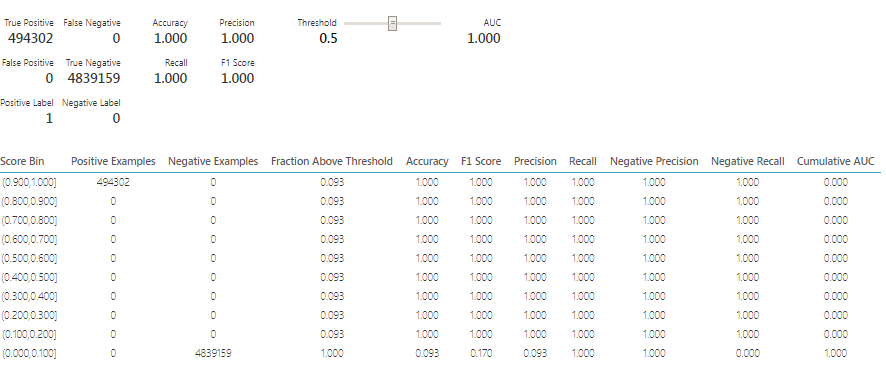 True Positive False Negative Accuracy Precision Threshold AUC
494302 0 1.000 1.000 0.5 1.000
False Positive True Negative Recall F1 Score
0 4839159 1.000 1.000
Positive Label Negative Label
1 0
Score Bin Positive Examples Negative Examples Fraction Above Threshold Accuracy F1 Score Precision Recall Negative Precision Negative Recall Cumulative AUC
(0.900,1.000] 494302 0 0.093 1.000 1.000 1.000 1.000 1.000 1.000 0.000
(0.800,0.900] 0 0 0.093 1.000 1.000 1.000 1.000 1.000 1.000 0.000
(0.700,0.800] 0 0 0.093 1.000 1.000 1.000 1.000 1.000 1.000 0.000
(0.600,0.700] 0 0 0.093 1.000 1.000 1.000 1.000 1.000 1.000 0.000
(0.500,0.600] 0 0 0.093 1.000 1.000 1.000 1.000 1.000 1.000 0.000
(0.400,0.500] 0 0 0.093 1.000 1.000 1.000 1.000 1.000 1.000 0.000
(0.300,0.400] 0 0 0.093 1.000 1.000 1.000 1.000 1.000 1.000 0.000
(0.200,0.300] 0 0 0.093 1.000 1.000 1.000 1.000 1.000 1.000 0.000
(0.100,0.200] 0 0 0.093 1.000 1.000 1.000 1.000 1.000 1.000 0.000
(0.000,0.100] 0 4839159 1.000 0.093 0.170 0.093 1.000 1.000 0.000 1.000